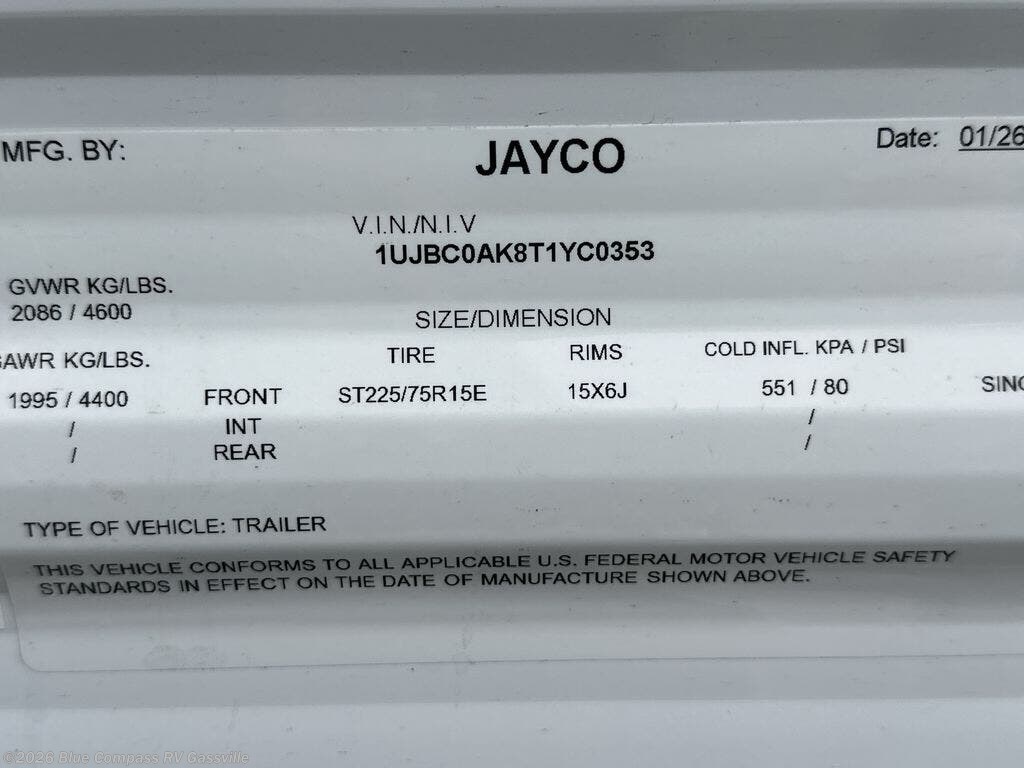 MFG. BY: JAYCO Date: 01/26
V.I.N./N.I.V
1UJBC0AK8T1YC0353
GVWR KG/LBS.
2086 / 4600
SIZE/DIMENSION
GAWR KG/LBS. TIRE RIMS COLD INFL. KPA / PSI
1995 / 4400 FRONT ST225/75R15E 15X6J 551 / 80 SING
/ INT /
/ REAR /
TYPE OF VEHICLE: TRAILER
THIS VEHICLE CONFORMS TO ALL APPLICABLE U.S. FEDERAL MOTOR VEHICLE SAFETY
STANDARDS IN EFFECT ON THE DATE OF MANUFACTURE SHOWN ABOVE.
©2026 Blue Compass RV Gassville